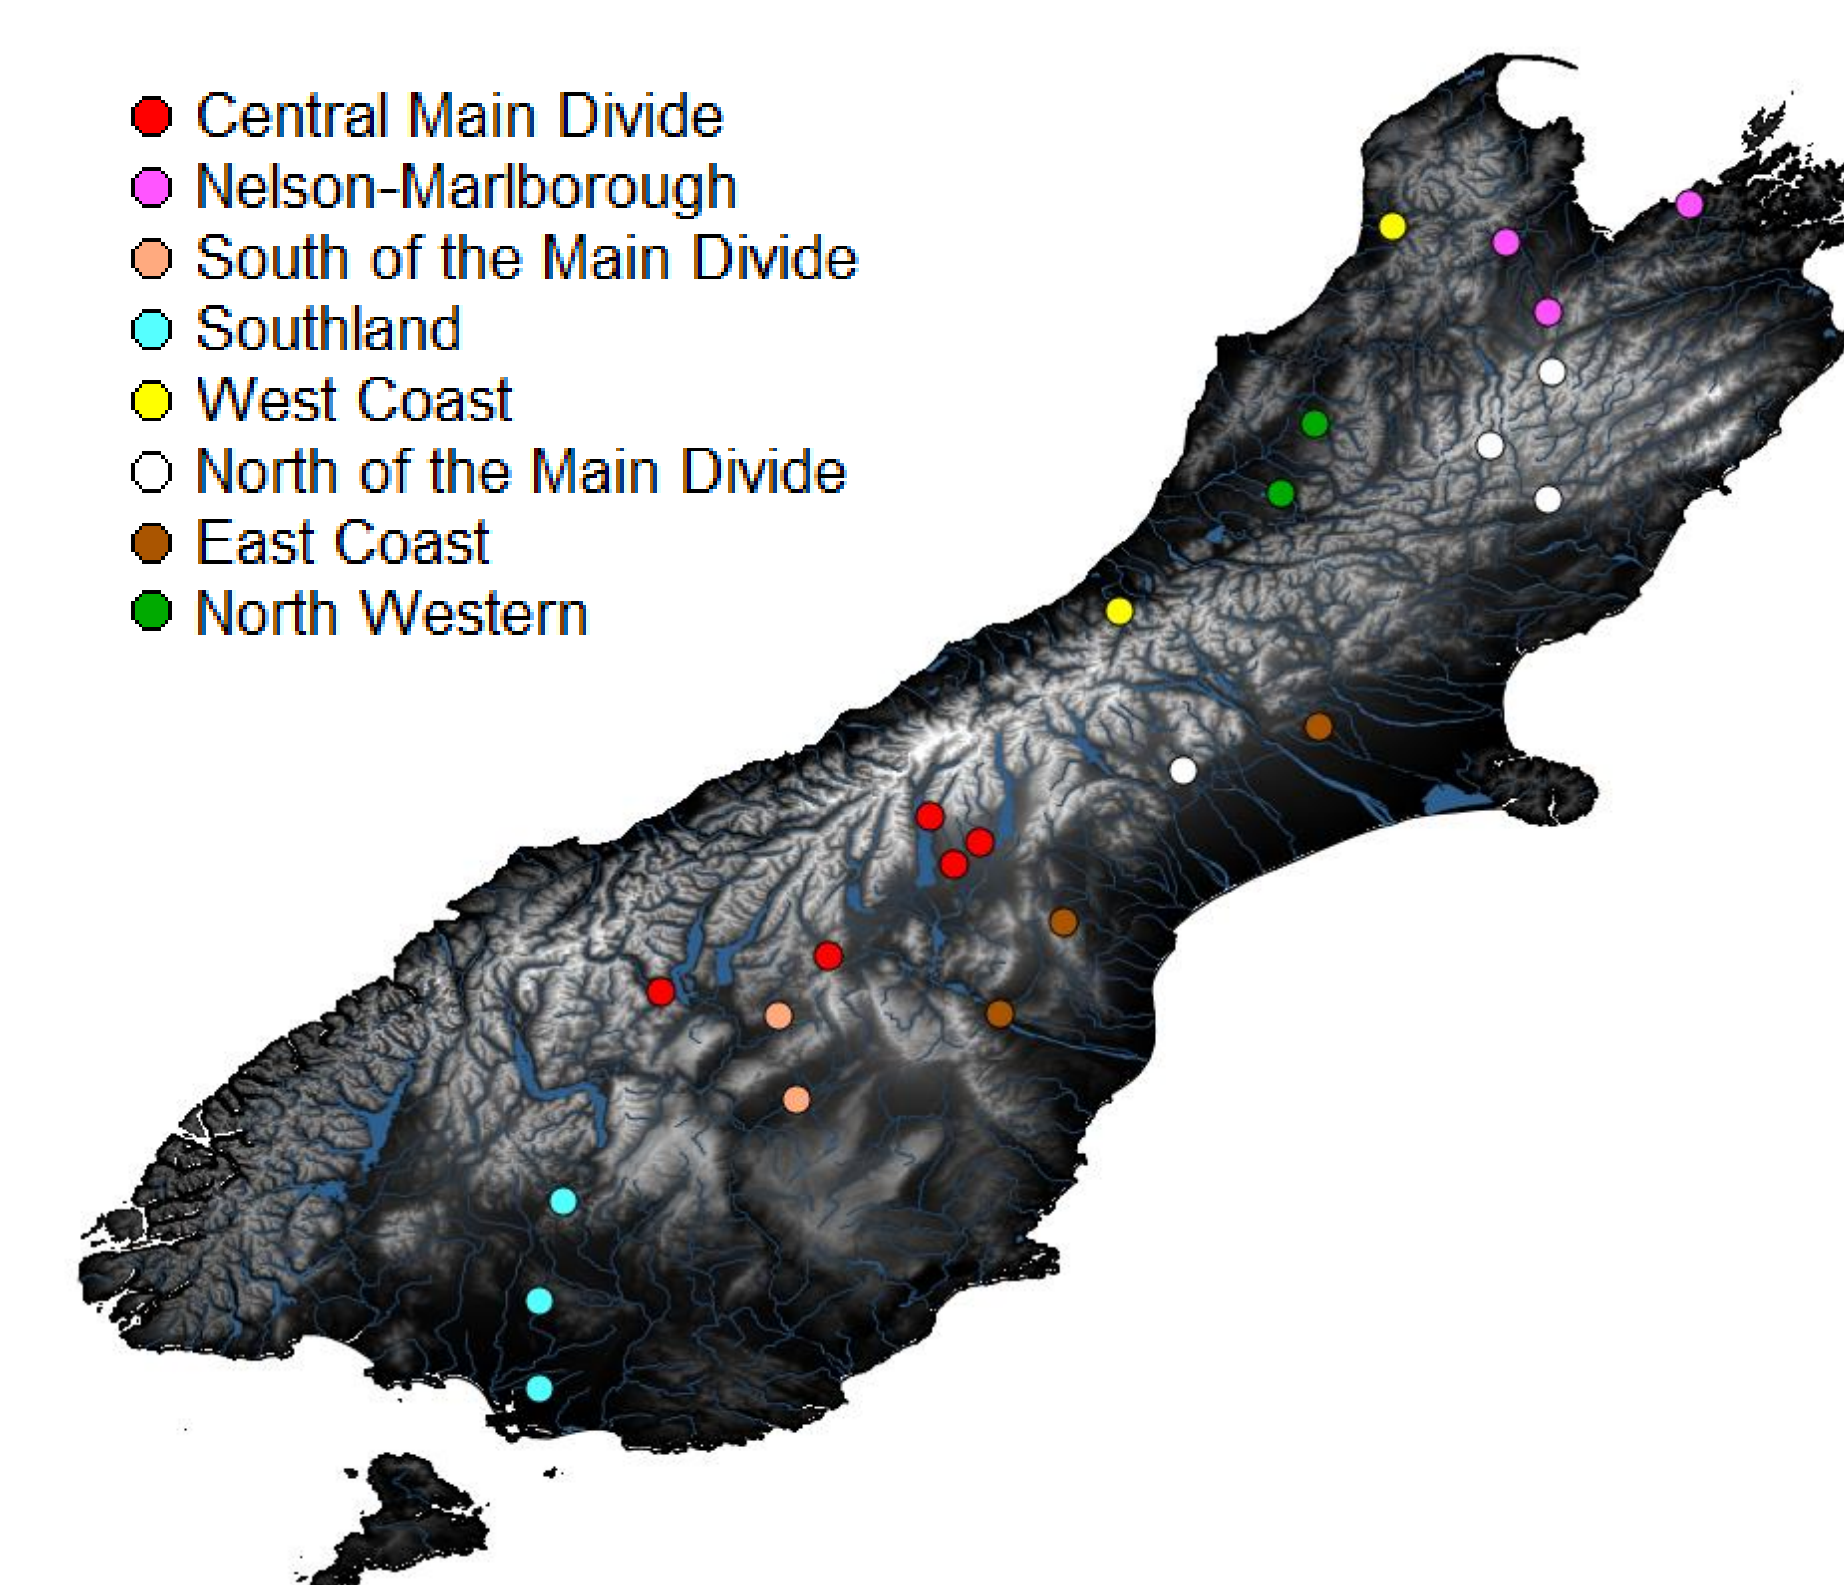 Central Main Divide
Nelson-Marlborough
South of the Main Divide
Southland
West Coast
North of the Main Divide
East Coast
North Western